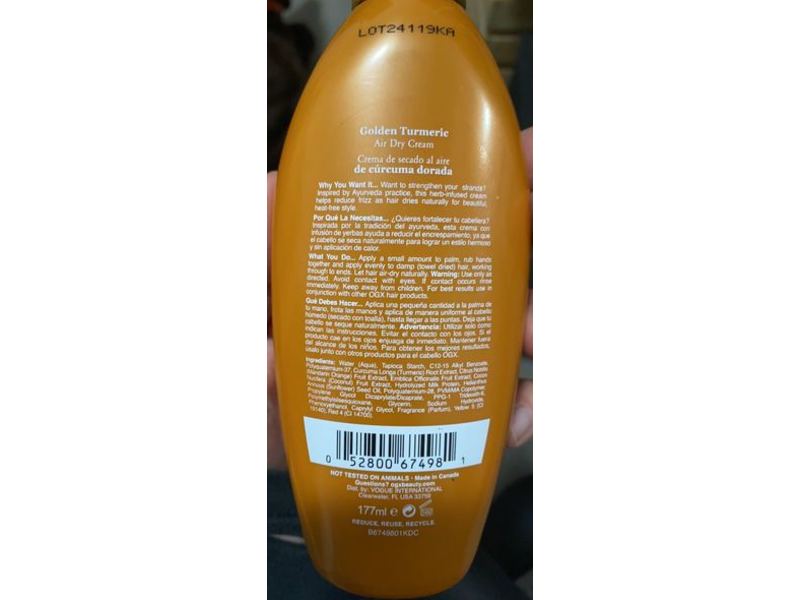 LOT24119KA
Golden Turmeric
Air Dry Cream
Crema de secado al aire
de cúrcuma dorada
Why You Want It... Want to strengthen your strands?
Inspired by Ayurveda practice, this herb-infused cream
helps reduce frizz as hair dries naturally for beautiful,
heat-free style.
Por Qué La Necesitas... ¿Quieres fortalecer tu cabellera?
Inspirada por la tradición del ayurveda, esta crema con
infusión de yerbas ayuda a reducir el encrespamiento, ya que
el cabello se seca naturalmente para lograr un estilo hermoso
y sin aplicación de calor.
What You Do... Apply a small amount to palm, rub hands
together and apply evenly to damp (towel dried) hair, working
through to ends. Let hair air-dry naturally. Warning: Use only as
directed. Avoid contact with eyes. If contact occurs rinse
immediately. Keep away from children. For best results use in
conjunction with other OGX hair products.
Qué Debes Hacer... Aplica una pequeña cantidad a la palma de
tu mano, frota las manos y aplica de manera uniforme al cabello
húmedo (secado con toalla), hasta llegar a las puntas. Deja que tu
cabello se seque naturalmente. Advertencia: Utilizar solo como
indican las instrucciones. Evitar el contacto con los ojos. Si el
producto cae en los ojos enjuaga de inmediato. Mantener fuera
del alcance de los niños. Para obtener los mejores resultados,
úsalo junto con otros productos para el cabello OGX.
Ingredients: Water (Aqua), Tapioca Starch, C12-15 Alkyl Benzoate,
Polyquaternium-37, Curcuma Longa (Turmeric) Root Extract, Citrus Nobilis
(Mandarin Orange) Fruit Extract, Emblica Officinalis Fruit Extract, Cocos
Nucifera (Coconut) Fruit Extract, Hydrolyzed Milk Protein, Helianthus
Annuus (Sunflower) Seed Oil, Polyquaternium-28, PVM/MA Copolymer,
Propylene Glycol Dicaprylate/Dicaprate, PPG-1 Trideceth-6,
Polymethylsilsesquioxane, Glycerin, Sodium Hydroxide,
Phenoxyethanol, Caprylyl Glycol, Fragrance (Parfum), Yellow 5 (CI
19140), Red 4 (CI 14700).
0 52800 67498 1
NOT TESTED ON ANIMALS • Made in Canada
Questions? ogxbeauty.com
Dist. by: VOGUE INTERNATIONAL
Clearwater, FL USA 33759
177ml e
REDUCE, REUSE, RECYCLE.
B6749801KDC